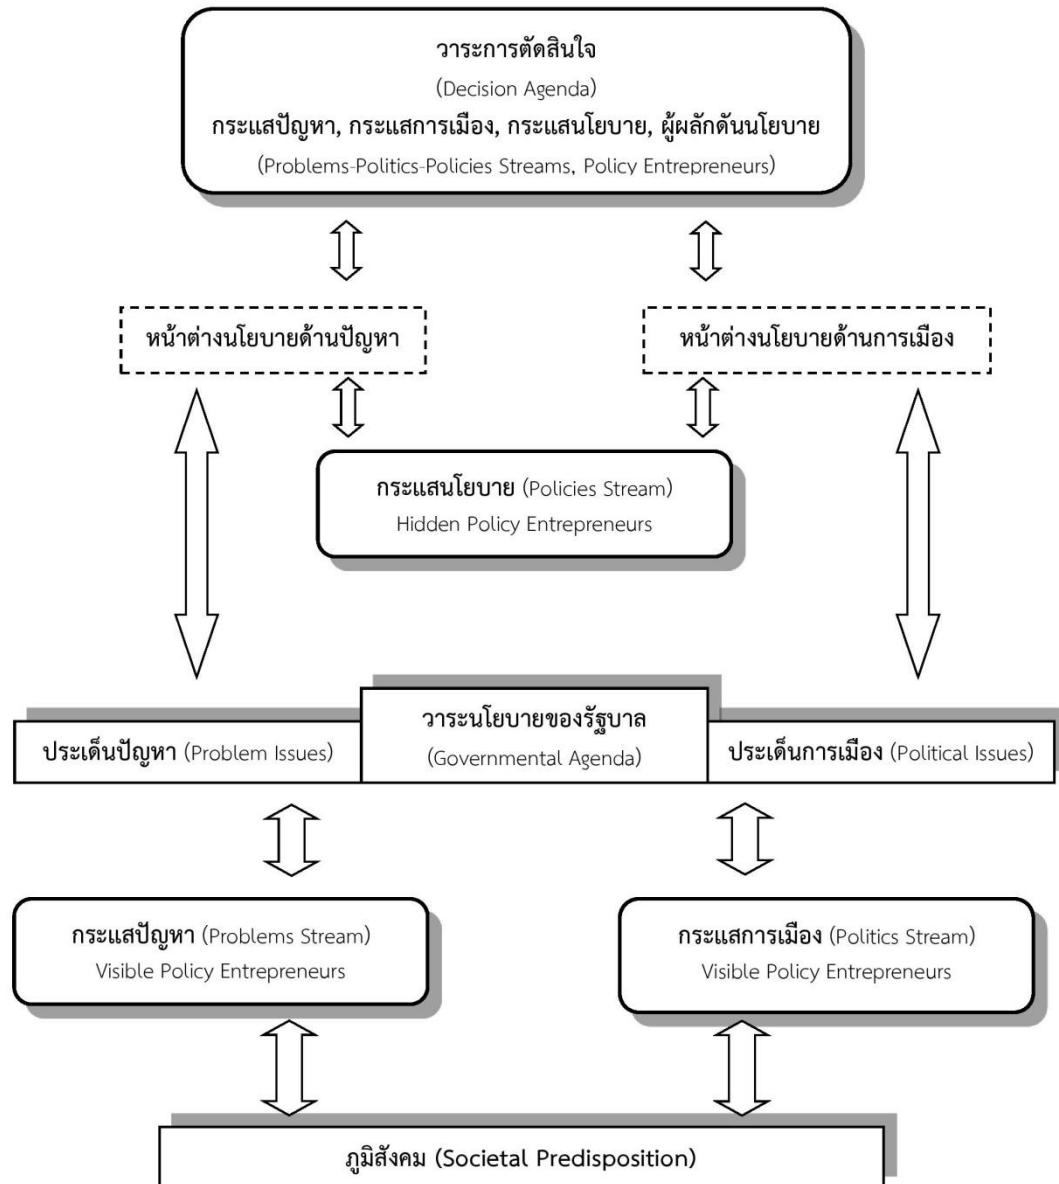 วาระการตัดสินใจ
(Decision Agenda)
กระแสปัญหา, กระแสการเมือง, กระแสนโยบาย, ผู้ผลักดันนโยบาย
(Problems-Politics-Policies Streams, Policy Entrepreneurs)
หน้าต่างนโยบายด้านปัญหา
หน้าต่างนโยบายด้านการเมือง
กระแสนโยบาย (Policies Stream)
Hidden Policy Entrepreneurs
ประเด็นปัญหา (Problem Issues)
วาระนโยบายของรัฐบาล
(Governmental Agenda)
ประเด็นการเมือง (Political Issues)
กระแสปัญหา (Problems Stream)
Visible Policy Entrepreneurs
กระแสการเมือง (Politics Stream)
Visible Policy Entrepreneurs
ภูมิสังคม (Societal Predisposition)